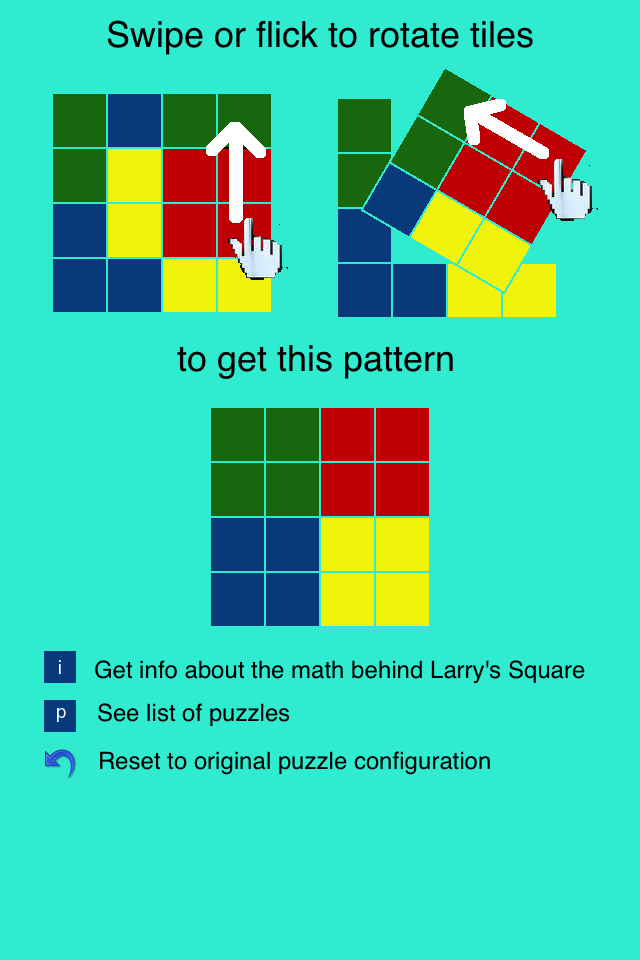 Swipe or flick to rotate tiles
to get this pattern
i Get info about the math behind Larry's Square
p See list of puzzles
Reset to original puzzle configuration